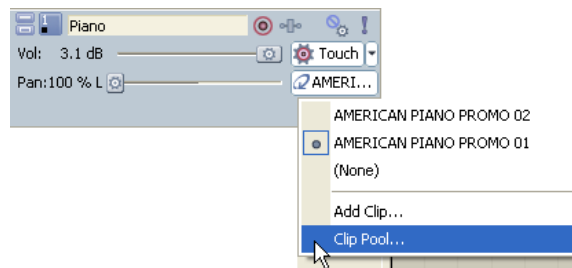 1 Piano
Vol: 3.1 dB Touch
Pan:100 % L AMERI...
AMERICAN PIANO PROMO 02
AMERICAN PIANO PROMO 01
(None)
Add Clip...
Clip Pool...